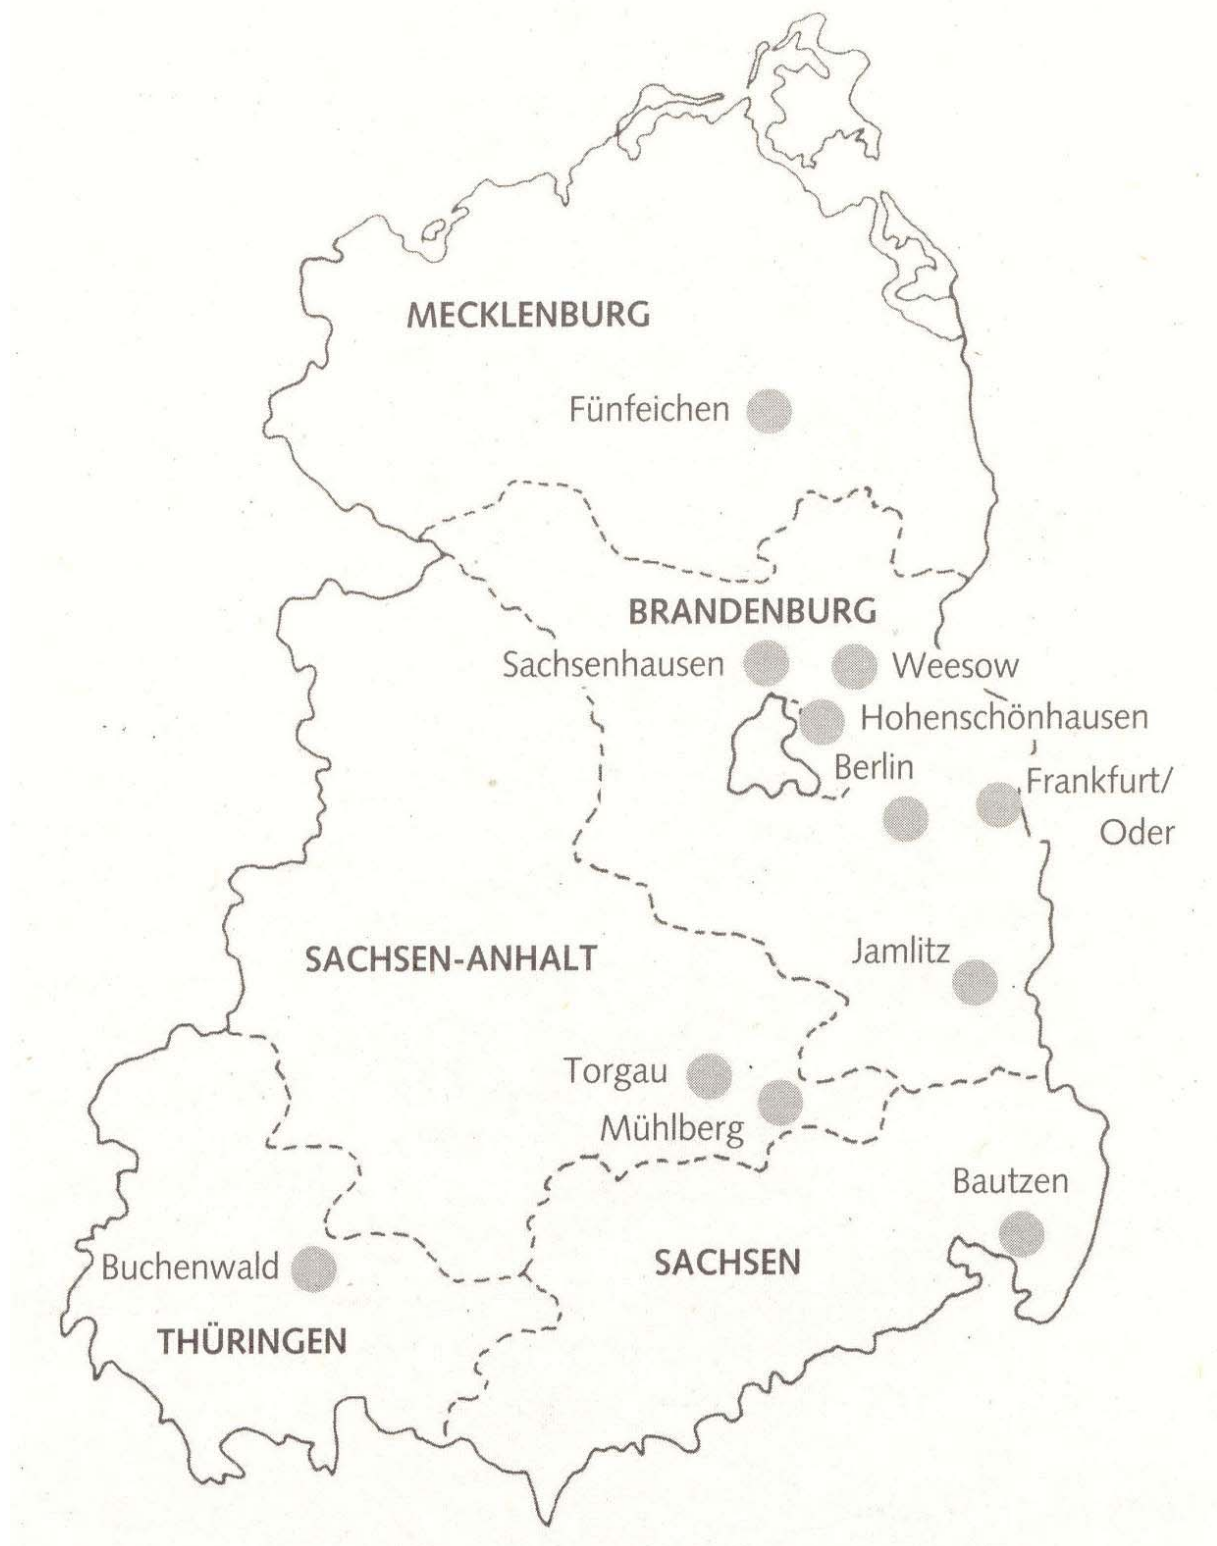 MECKLENBURG
Fünfeichen
BRANDENBURG
Sachsenhausen
Weesow
Hohenschönhausen
Berlin
Frankfurt/
Oder
SACHSEN-ANHALT
Jamlitz
Torgau
Mühlberg
Bautzen
SACHSEN
Buchenwald
THÜRINGEN